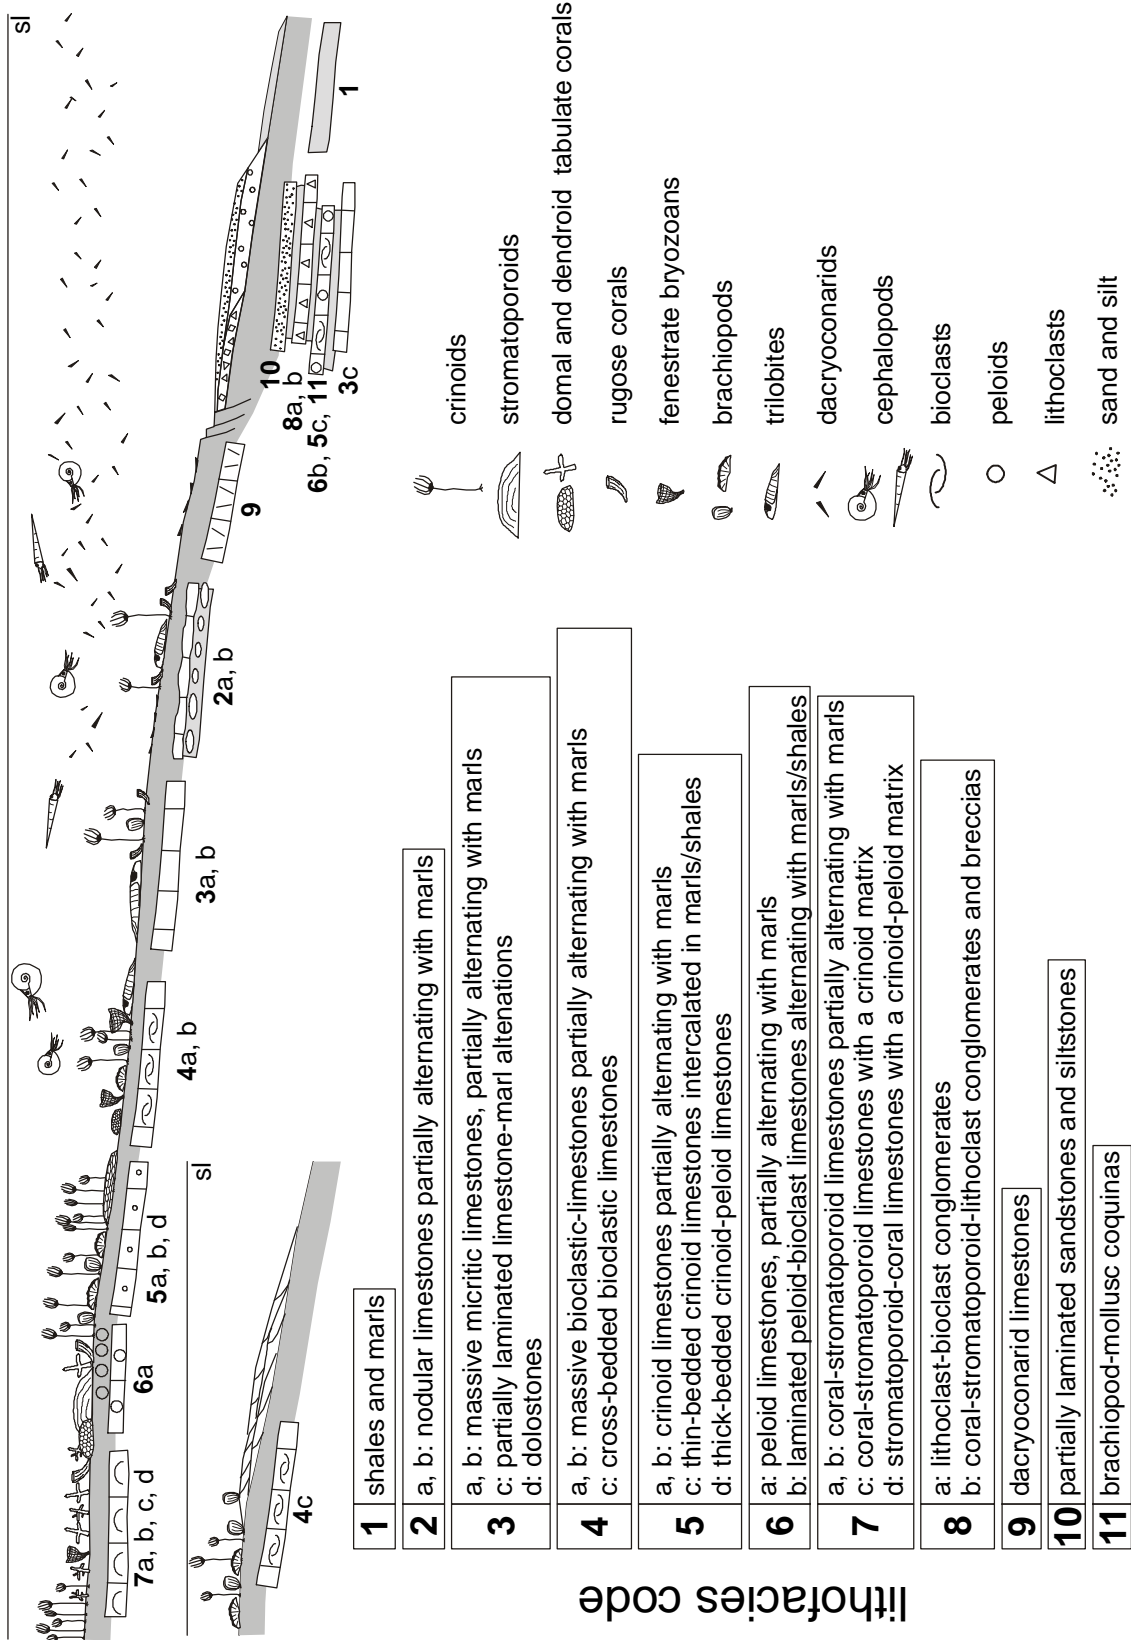 sl
7a, b, c, d
6a
5a, b, d
4a, b
3a, b
2a, b
9
10
8a, b
6b, 5c, 11
3c
1
sl
4c
lithofacies code
1 shales and marls
2 a, b: nodular limestones partially alternating with marls
3 a, b: massive micritic limestones, partially alternating with marls
c: partially laminated limestone-marl altenations
d: dolostones
4 a, b: massive bioclastic-limestones partially alternating with marls
c: cross-bedded bioclastic limestones
5 a, b: crinoid limestones partially alternating with marls
c: thin-bedded crinoid limestones intercalated in marls/shales
d: thick-bedded crinoid-peloid limestones
6 a: peloid limestones, partially alternating with marls
b: laminated peloid-bioclast limestones alternating with marls/shales
7 a, b: coral-stromatoporoid limestones partially alternating with marls
c: coral-stromatoporoid limestones with a crinoid matrix
d: stromatoporoid-coral limestones with a crinoid-peloid matrix
8 a: lithoclast-bioclast conglomerates
b: coral-stromatoporoid-lithoclast conglomerates and breccias
9 dacryoconarid limestones
10 partially laminated sandstones and siltstones
11 brachiopod-mollusc coquinas
crinoids
stromatoporoids
domal and dendroid tabulate corals
rugose corals
fenestrate bryozoans
brachiopods
trilobites
dacryoconarids
cephalopods
bioclasts
peloids
lithoclasts
sand and silt